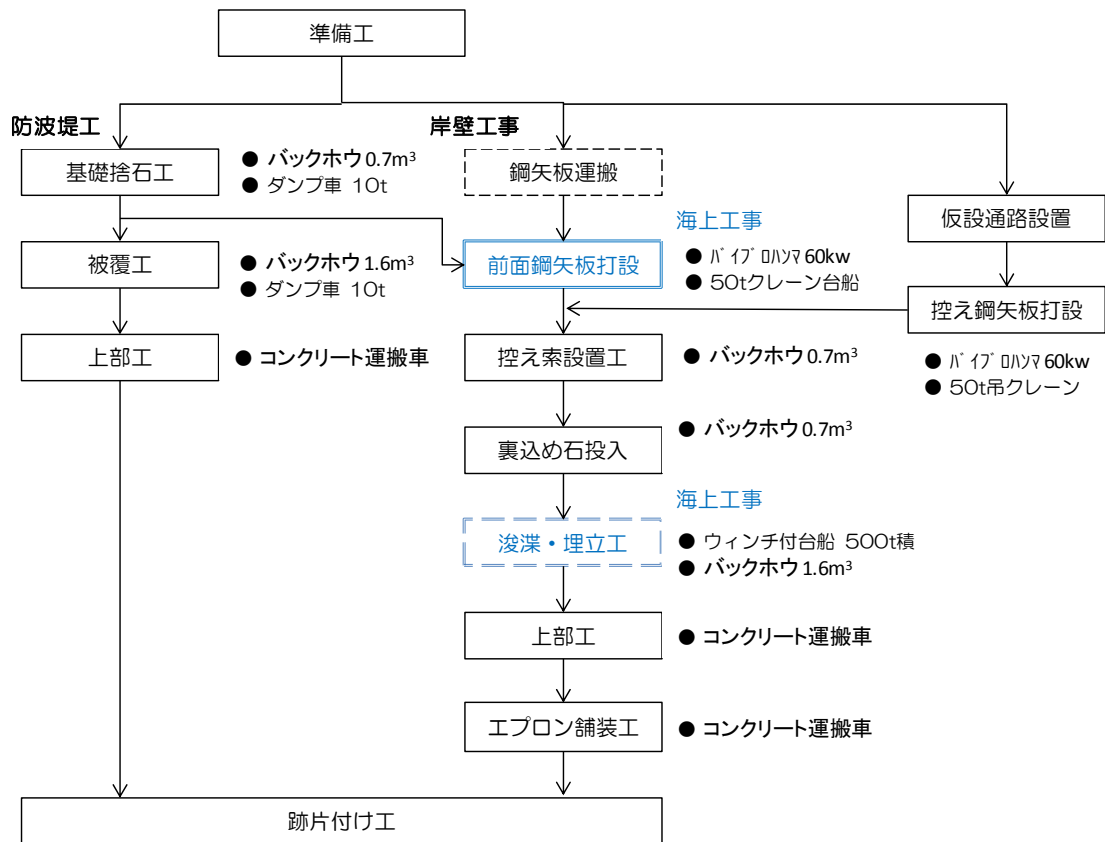 準備工
防波堤工
岸壁工事
基礎捨石工
● バックホウ 0.7m³
● ダンプ車 10t
鋼矢板運搬
仮設通路設置
海上工事
被覆工
● バックホウ 1.6m³
● ダンプ車 10t
前面鋼矢板打設
● ﾊﾞｲﾌﾞﾛﾊﾝﾏ 60kw
● 50tクレーン台船
控え鋼矢板打設
上部工
● コンクリート運搬車
控え索設置工
● バックホウ 0.7m³
● ﾊﾞｲﾌﾞﾛﾊﾝﾏ 60kw
● 50t吊クレーン
裏込め石投入
● バックホウ 0.7m³
海上工事
浚渫・埋立工
● ウィンチ付台船 500t積
● バックホウ 1.6m³
上部工
● コンクリート運搬車
エプロン舗装工
● コンクリート運搬車
跡片付け工